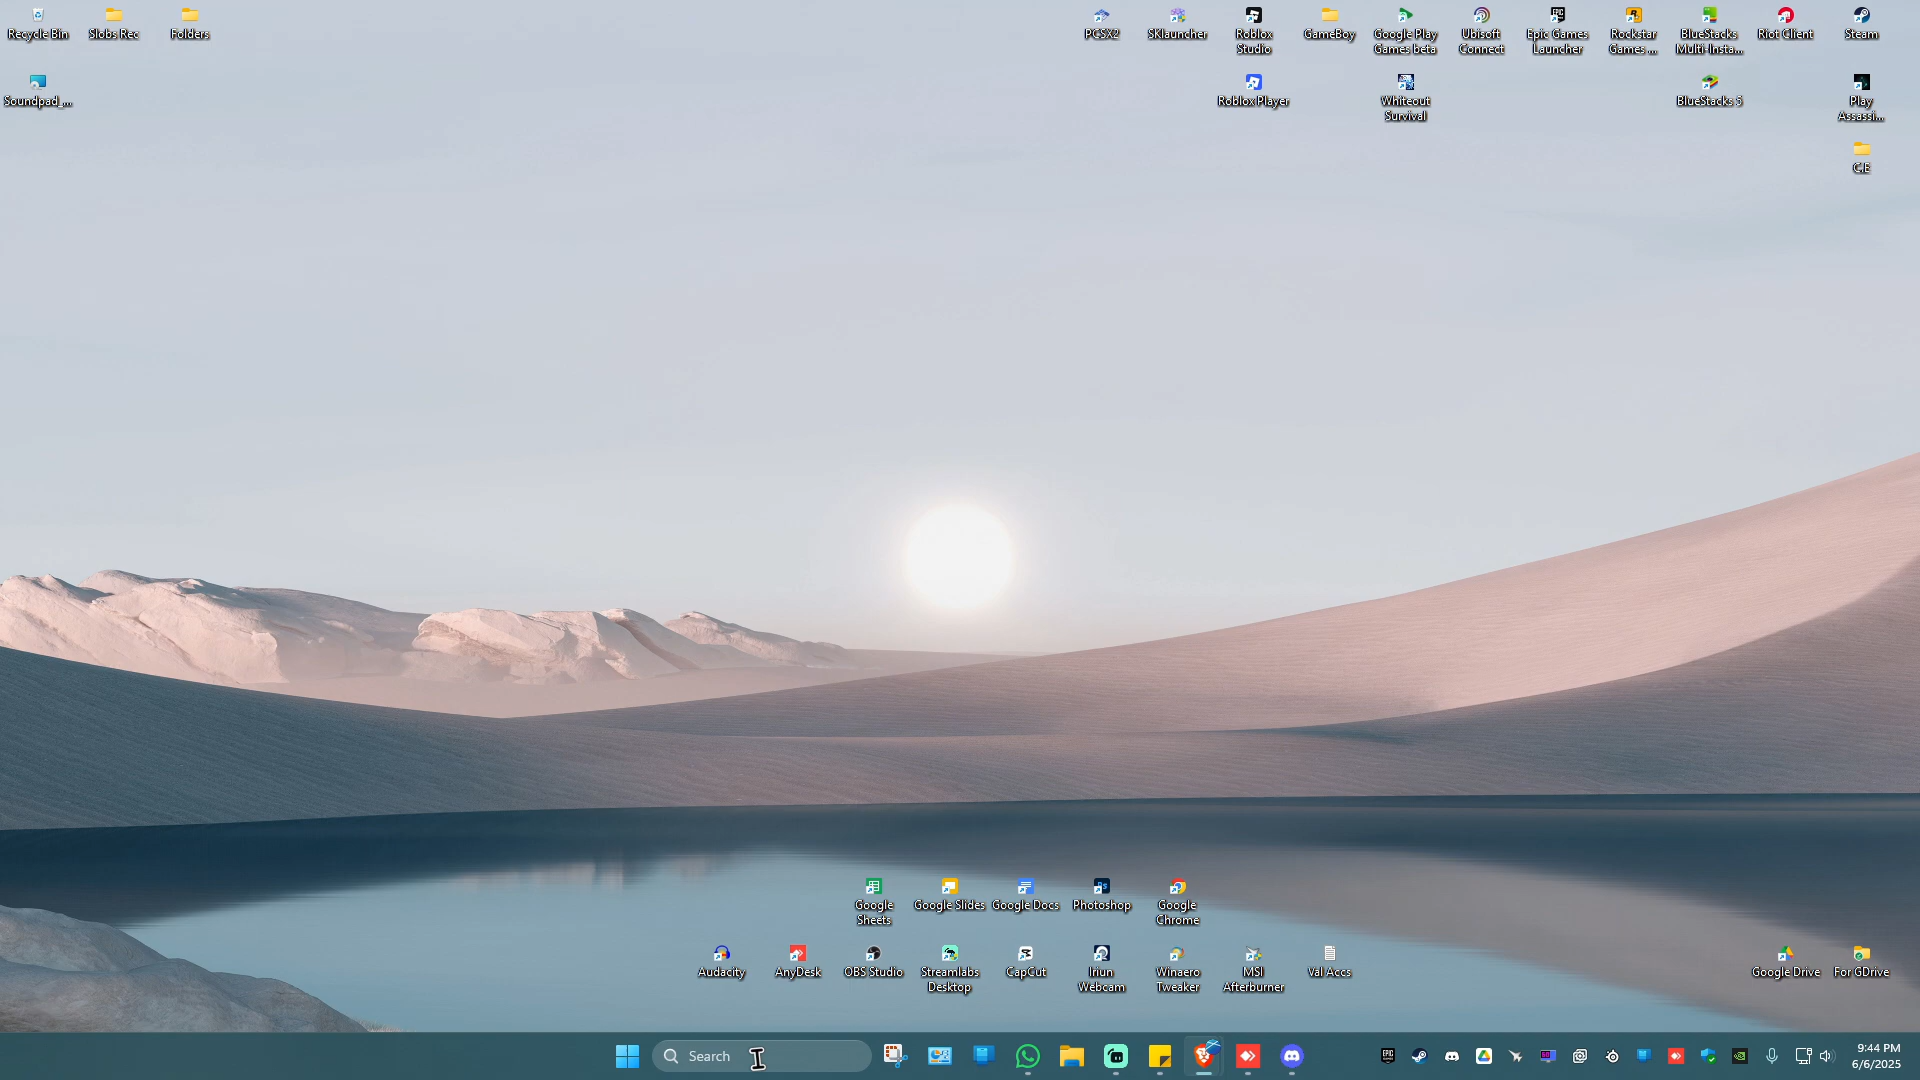 Recycle Bin
Slobs Rec
Folders
PCSX2
SKlauncher
Roblox
Studio
GameBoy
Google Play
Games beta
Ubisoft
Connect
Epic Games
Launcher
Rockstar
Games ...
BlueStacks
Multi-Insta...
Riot Client
Steam
Soundpad_...
Roblox Player
Whiteout
Survival
BlueStacks 5
Play
Assassi...
C.E
Google
Sheets
Google Slides
Google Docs
Photoshop
Google
Chrome
Audacity
AnyDesk
OBS Studio
Streamlabs
Desktop
CapCut
Iriun
Webcam
Winaero
Tweaker
MSI
Afterburner
Val Accs
Google Drive
For GDrive
Search
9:44 PM
6/6/2025